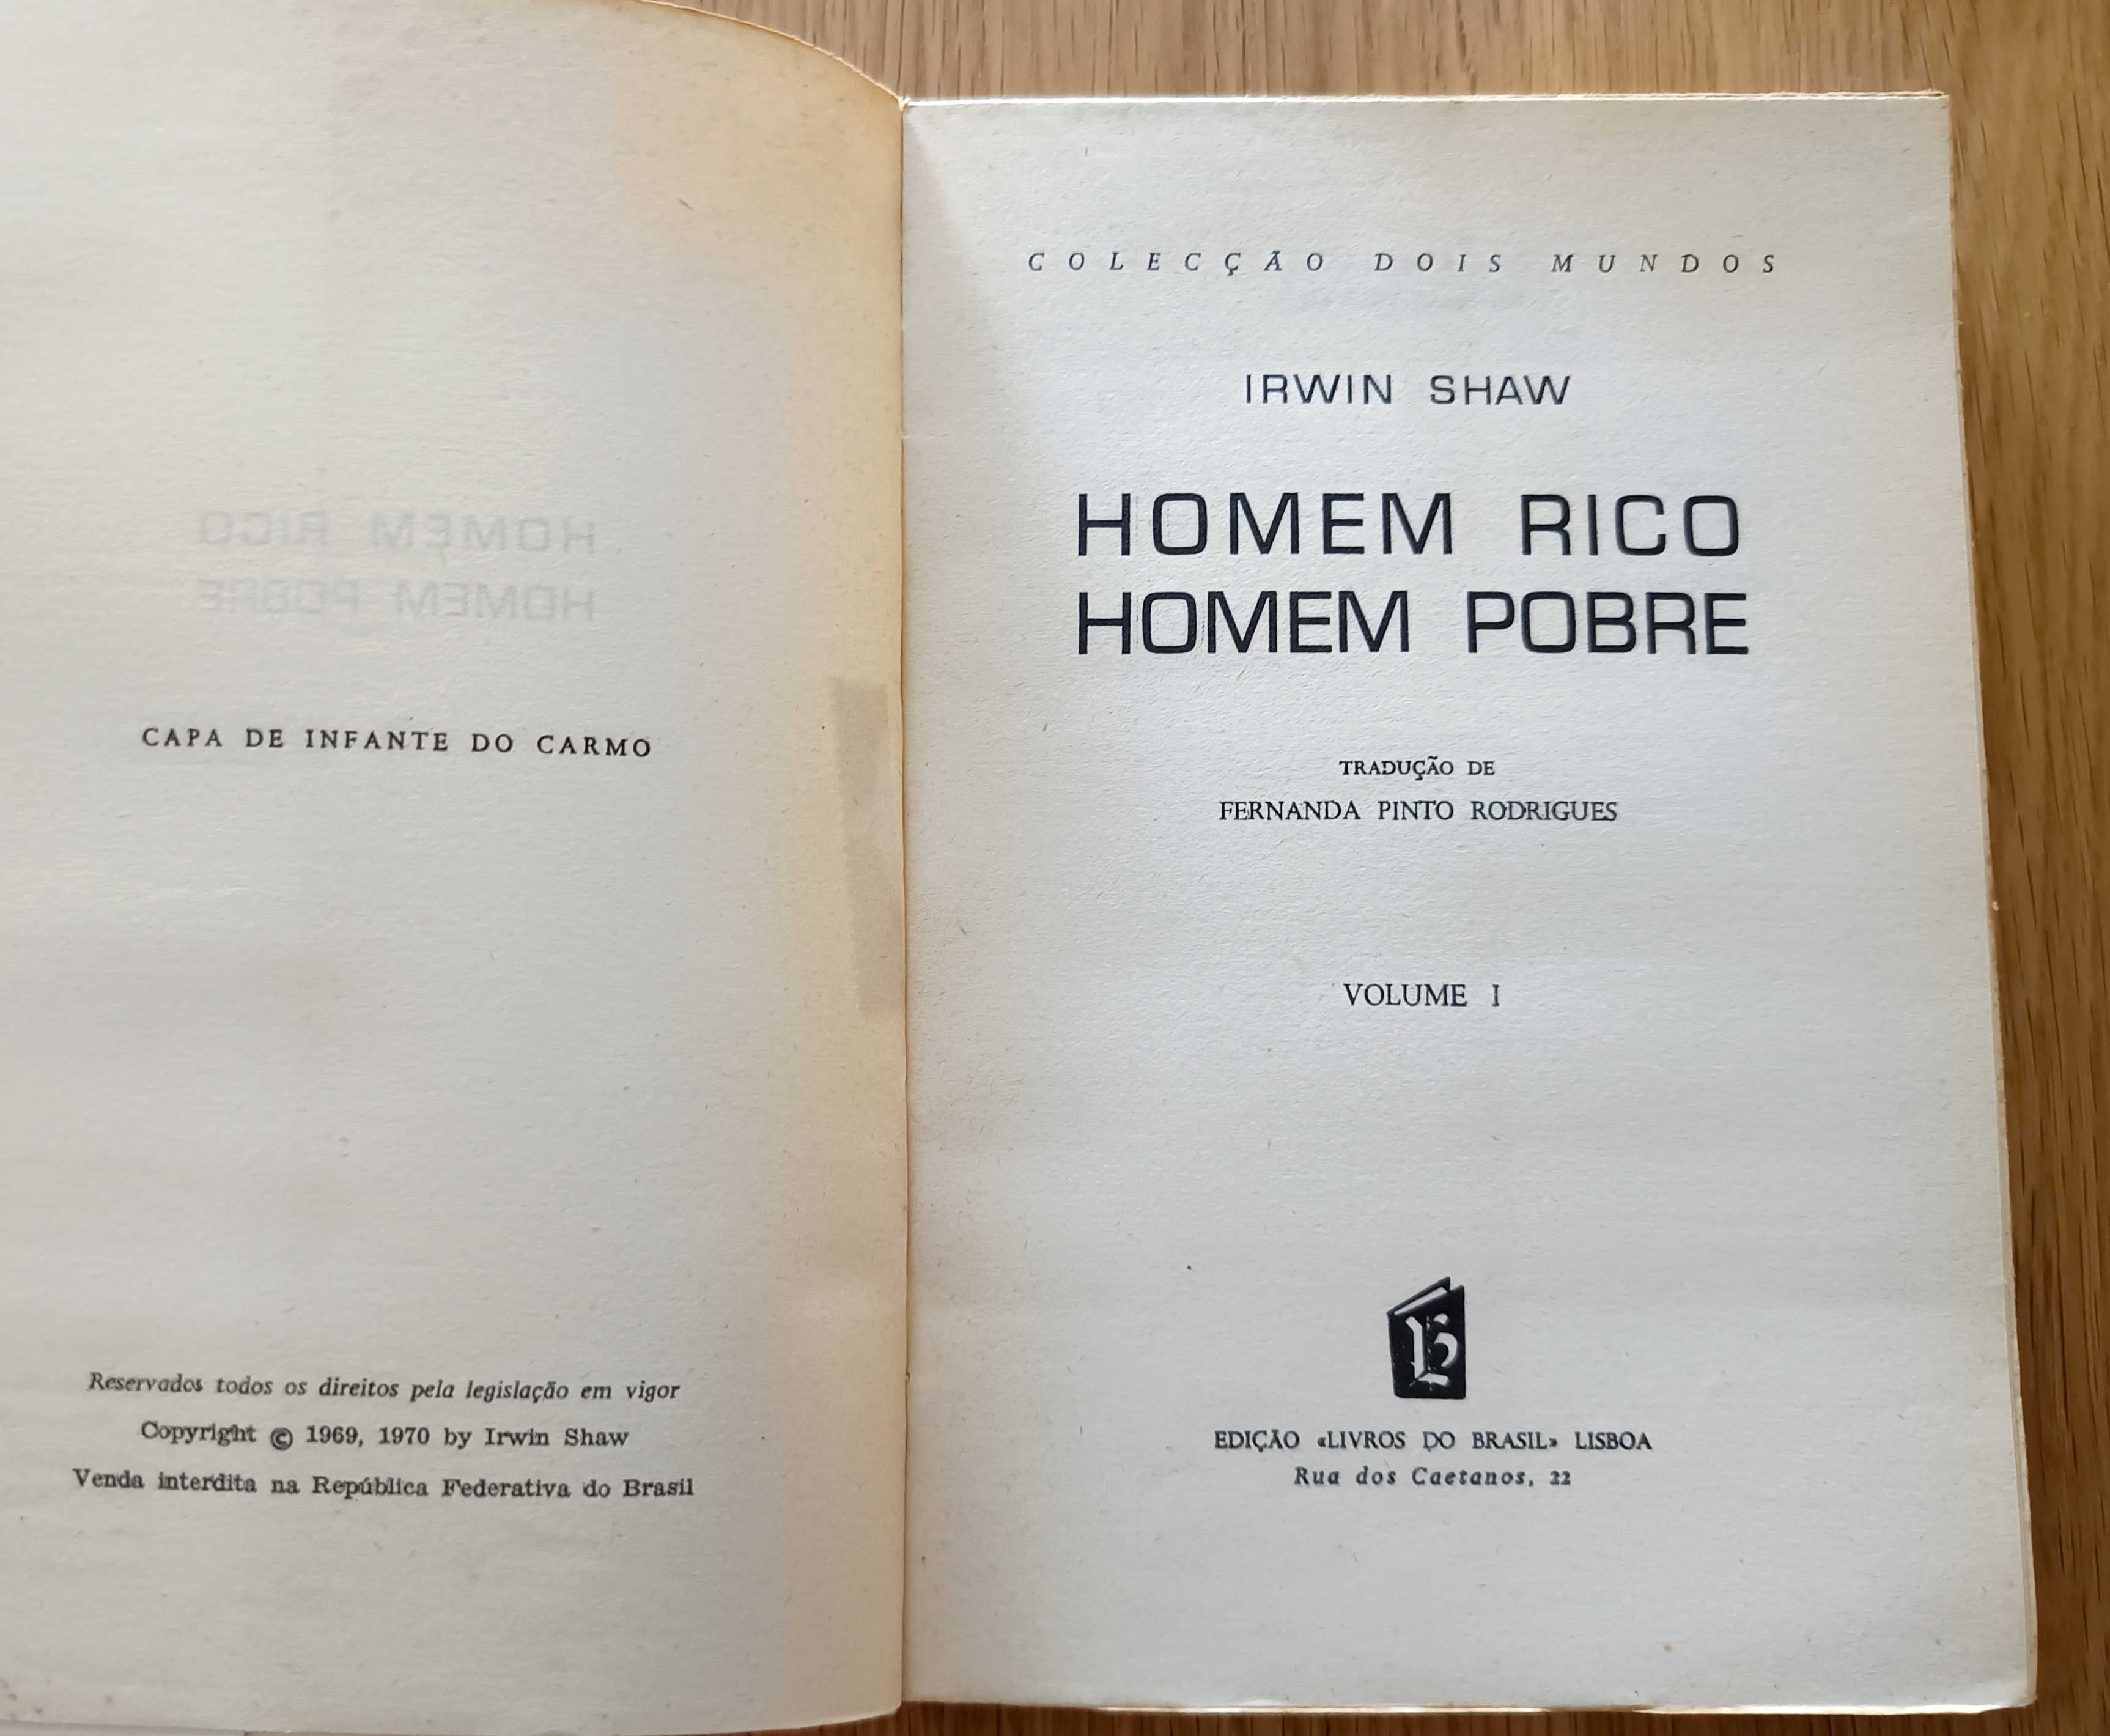 CAPA DE INFANTE DO CARMO
Reservados todos os direitos pela legislação em vigor
Copyright © 1969, 1970 by Irwin Shaw
Venda interdita na República Federativa do Brasil
COLECÇÃO DOIS MUNDOS
IRWIN SHAW
HOMEM RICO
HOMEM POBRE
TRADUÇÃO DE
FERNANDA PINTO RODRIGUES
VOLUME I
EDIÇÃO «LIVROS DO BRASIL» LISBOA
Rua dos Caetanos, 22